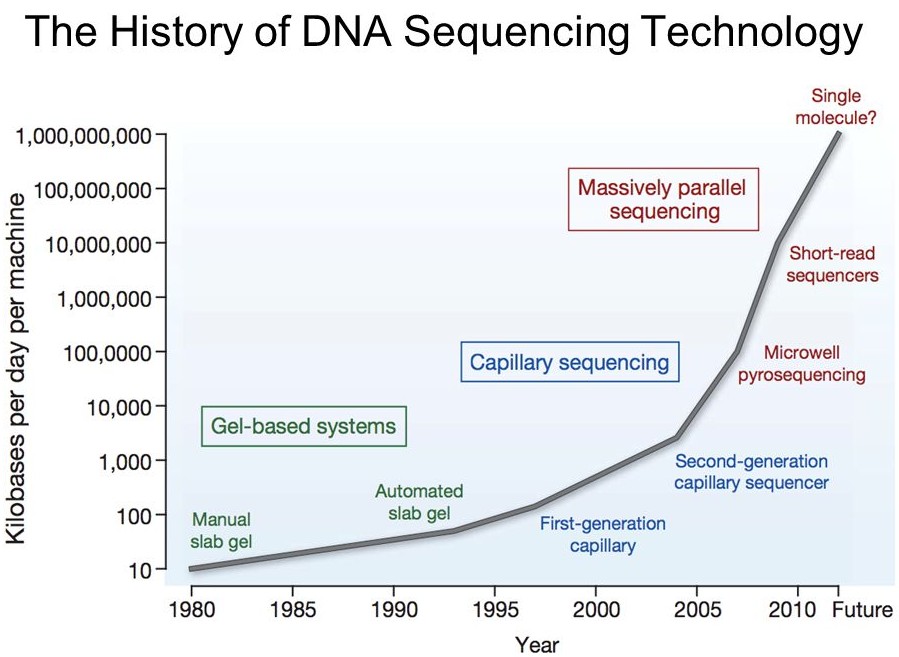 The History of DNA Sequencing Technology
Single
molecule?
1,000,000,000
100,000,000
Massively parallel
sequencing
10,000,000
Short-read
sequencers
1,000,000
Kilobases per day per machine
100,0000
Microwell
pyrosequencing
Capillary sequencing
10,000
Gel-based systems
1,000
Second-generation
capillary sequencer
Automated
slab gel
100
Manual
slab gel
First-generation
capillary
10
1980 1985 1990 1995 2000 2005 2010 Future
Year